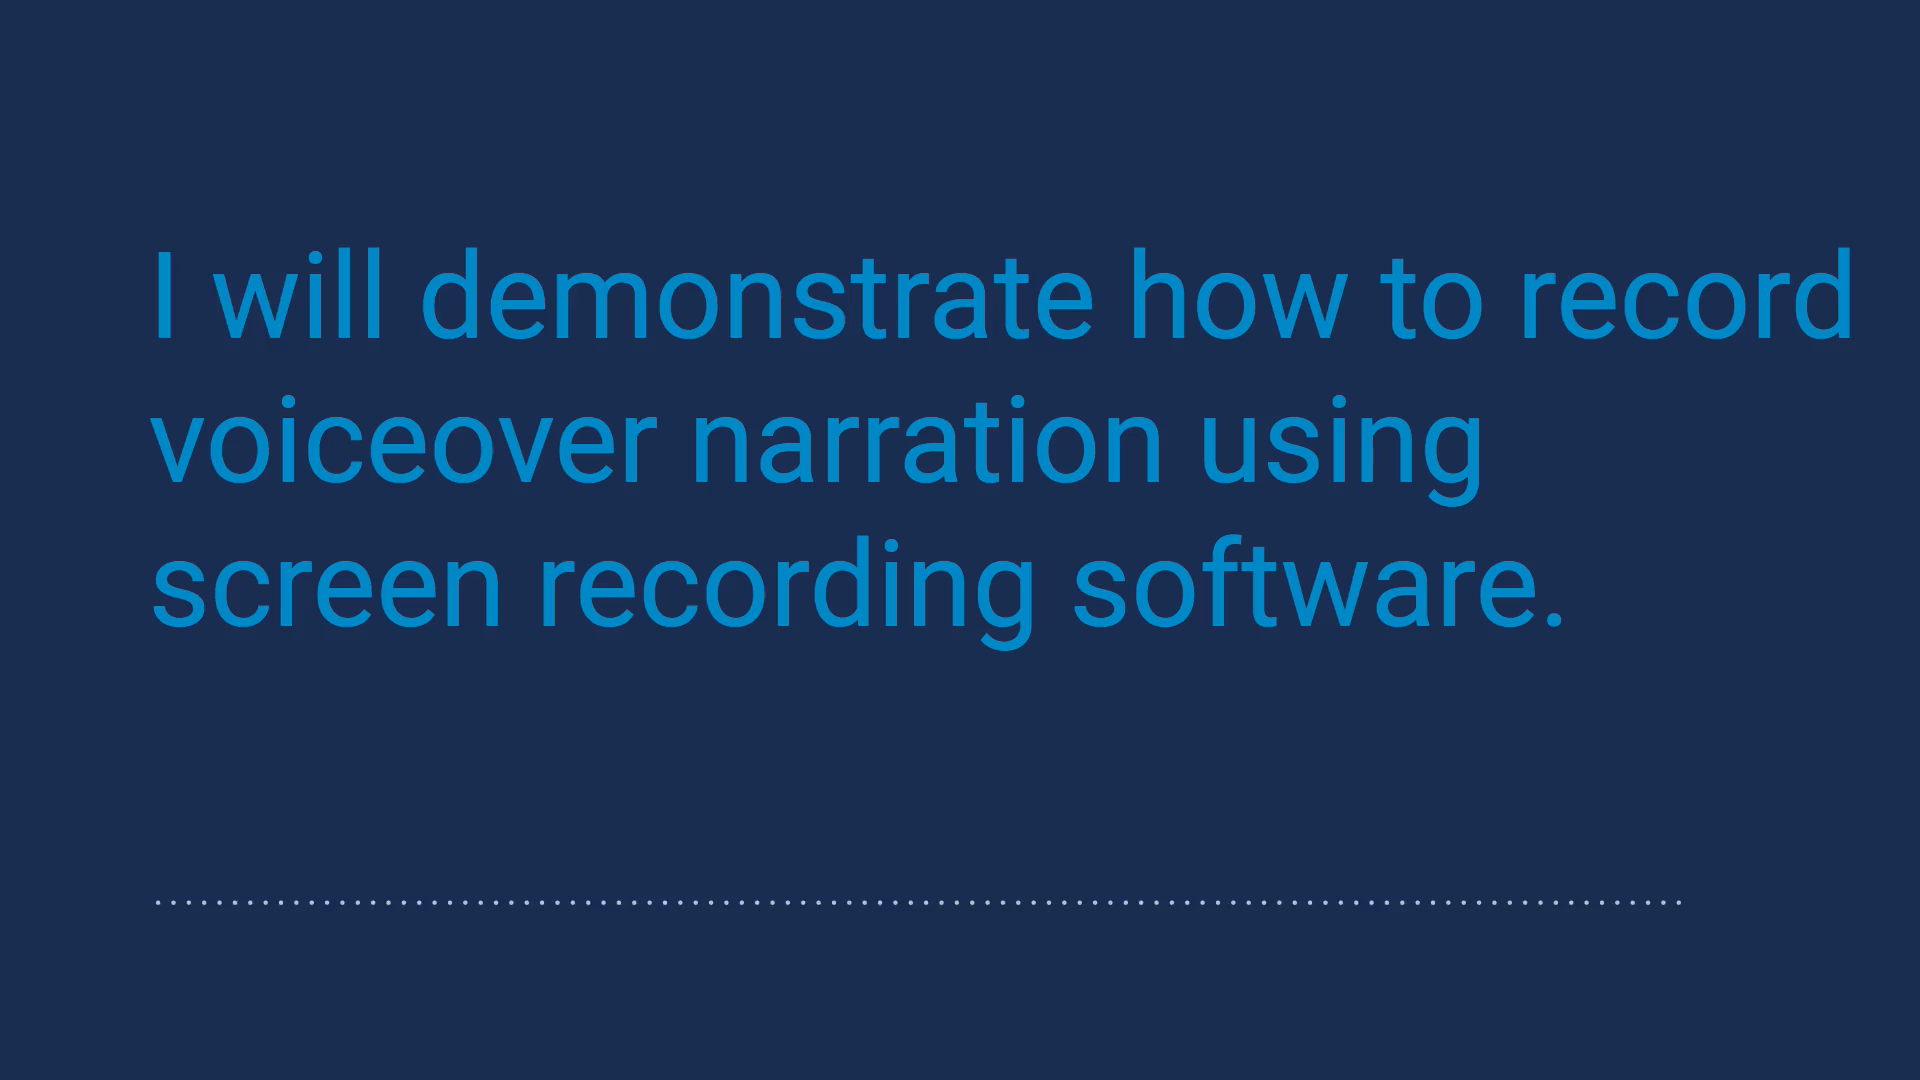 I will demonstrate how to record
voiceover narration using
screen recording software.